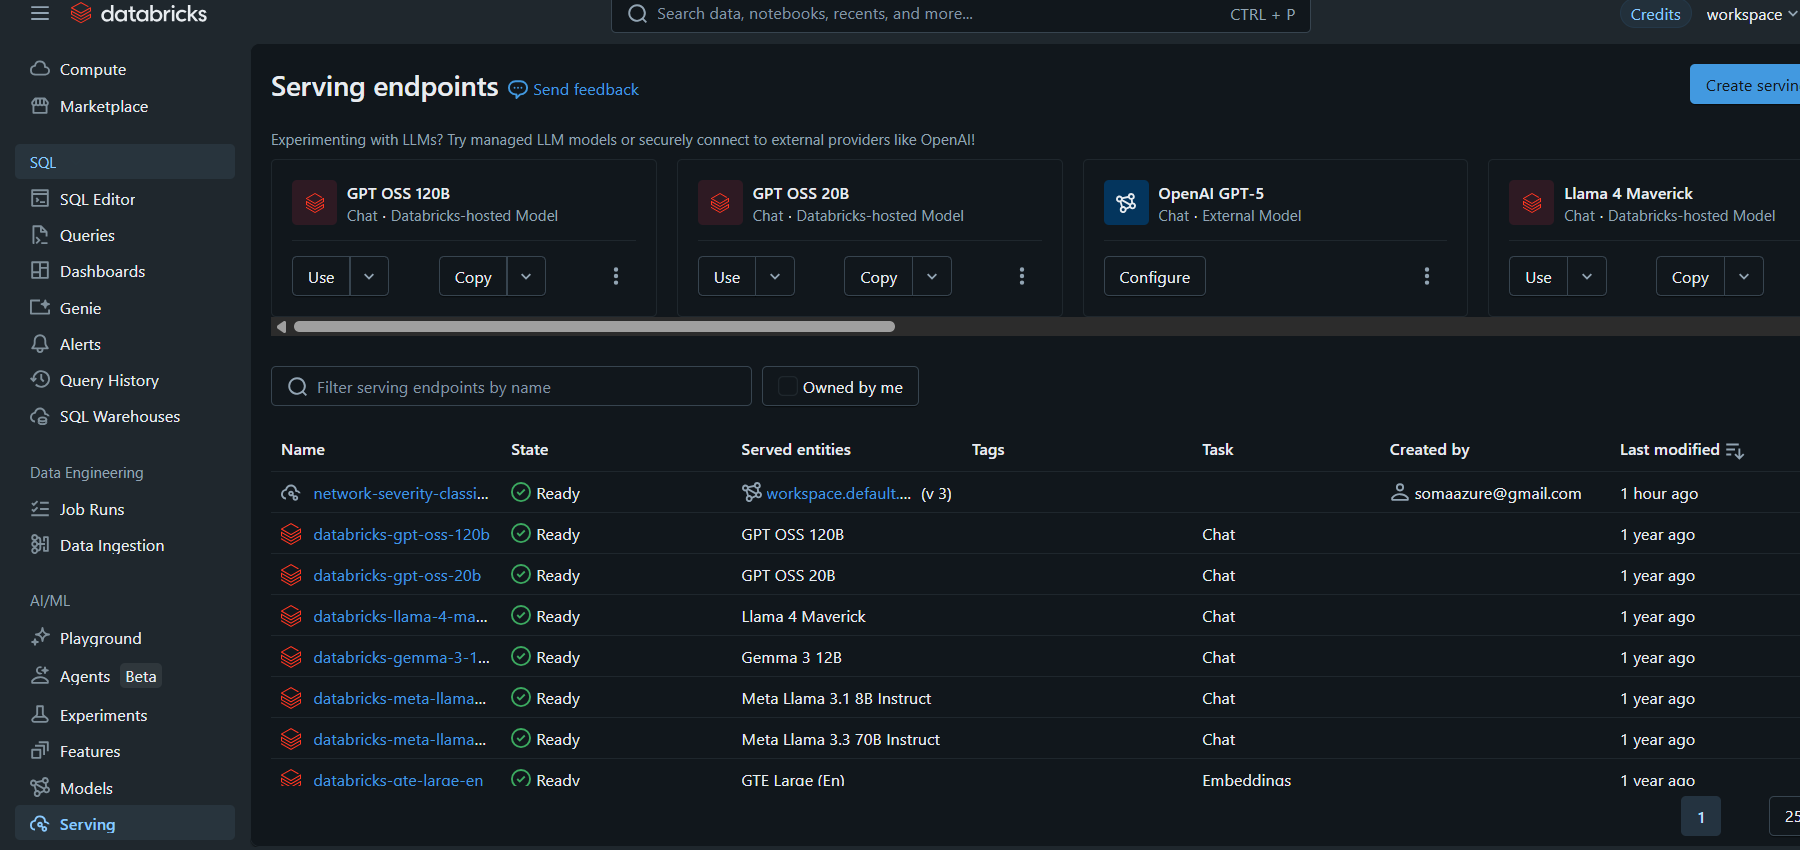 databricks
Search data, notebooks, recents, and more... CTRL + P
Credits workspace
Compute
Marketplace
SQL
SQL Editor
Queries
Dashboards
Genie
Alerts
Query History
SQL Warehouses
Data Engineering
Job Runs
Data Ingestion
AI/ML
Playground
Agents Beta
Experiments
Features
Models
Serving
Serving endpoints Send feedback
Create servin
Experimenting with LLMs? Try managed LLM models or securely connect to external providers like OpenAI!
GPT OSS 120B
Chat · Databricks-hosted Model
Use Copy
GPT OSS 20B
Chat · Databricks-hosted Model
Use Copy
OpenAI GPT-5
Chat · External Model
Configure
Llama 4 Maverick
Chat · Databricks-hosted Model
Use Copy
Filter serving endpoints by name Owned by me
Name State Served entities Tags Task Created by Last modified
network-severity-classi... Ready workspace.default.... (v 3) somaazure@gmail.com 1 hour ago
databricks-gpt-oss-120b Ready GPT OSS 120B Chat 1 year ago
databricks-gpt-oss-20b Ready GPT OSS 20B Chat 1 year ago
databricks-llama-4-ma... Ready Llama 4 Maverick Chat 1 year ago
databricks-gemma-3-1... Ready Gemma 3 12B Chat 1 year ago
databricks-meta-llama... Ready Meta Llama 3.1 8B Instruct Chat 1 year ago
databricks-meta-llama... Ready Meta Llama 3.3 70B Instruct Chat 1 year ago
databricks-gte-large-en Ready GTE Large (En) Embeddings 1 year ago
1 25